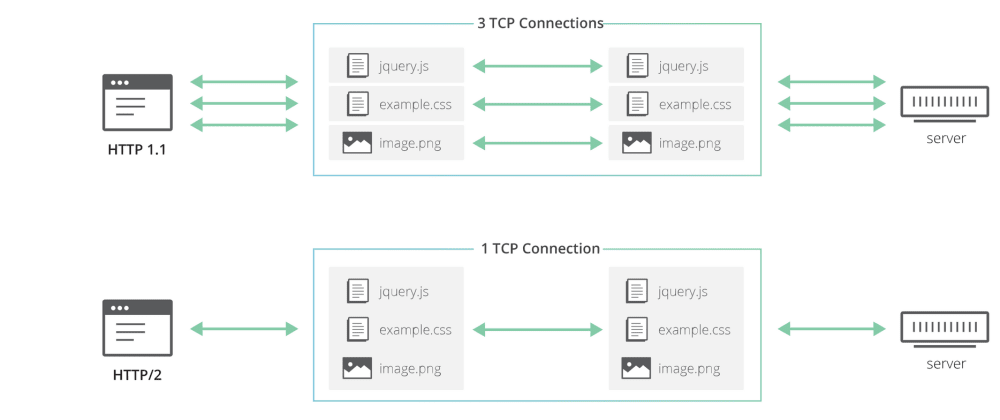 3 TCP Connections
jquery.js
jquery.js
example.css
example.css
image.png
image.png
HTTP 1.1
server
1 TCP Connection
jquery.js
jquery.js
example.css
example.css
image.png
image.png
HTTP/2
server